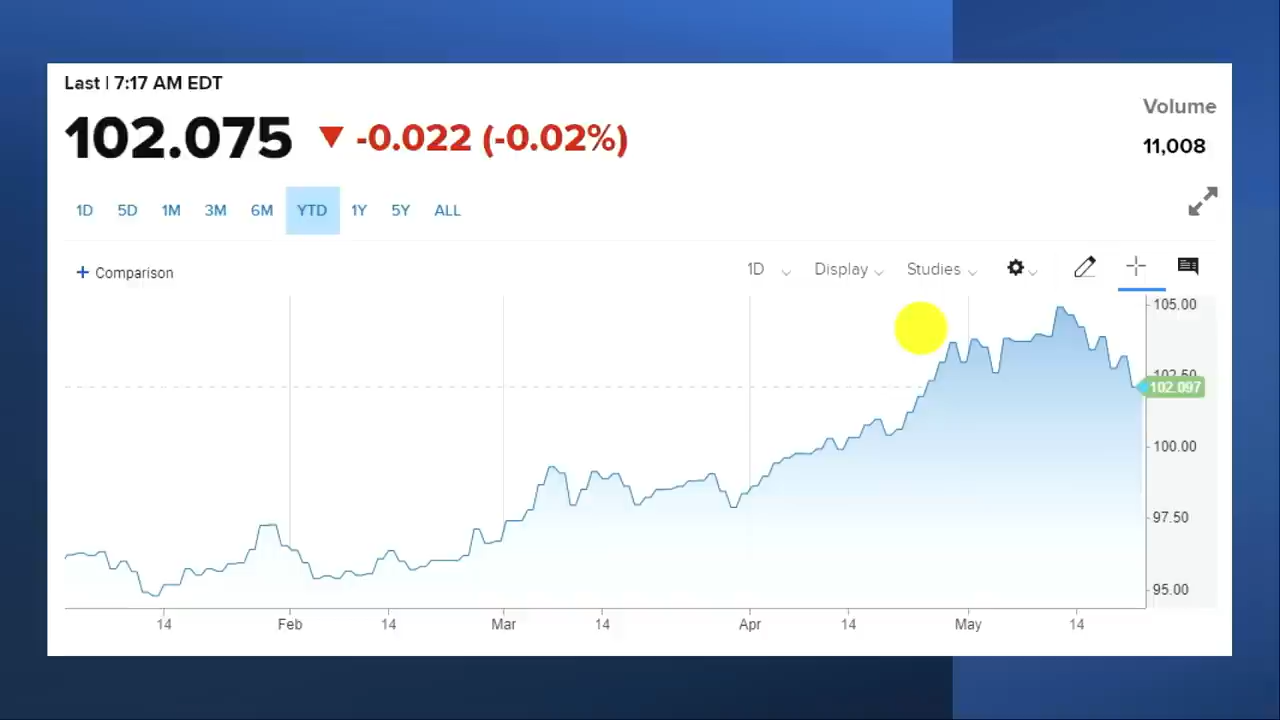 Last | 7:17 AM EDT
102.075 ▼ -0.022 (-0.02%)
Volume
11,008
1D 5D 1M 3M 6M YTD 1Y 5Y ALL
+ Comparison
1D Display Studies
105.00
102.50
102.097
100.00
97.50
95.00
14 Feb 14 Mar 14 Apr 14 May 14